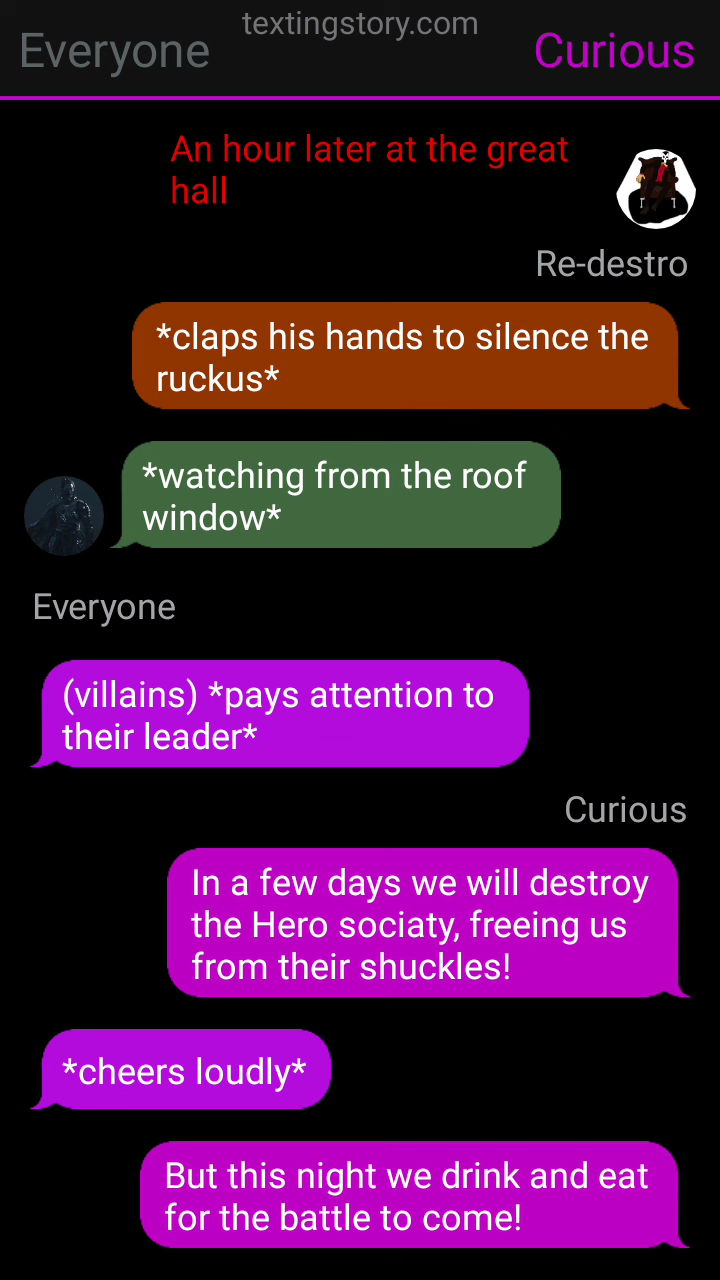 textingstory.com
Everyone
Curious
An hour later at the great
hall
Re-destro
*claps his hands to silence the
ruckus*
*watching from the roof
window*
Everyone
(villains) *pays attention to
their leader*
Curious
In a few days we will destroy
the Hero sociaty, freeing us
from their shuckles!
*cheers loudly*
But this night we drink and eat
for the battle to come!